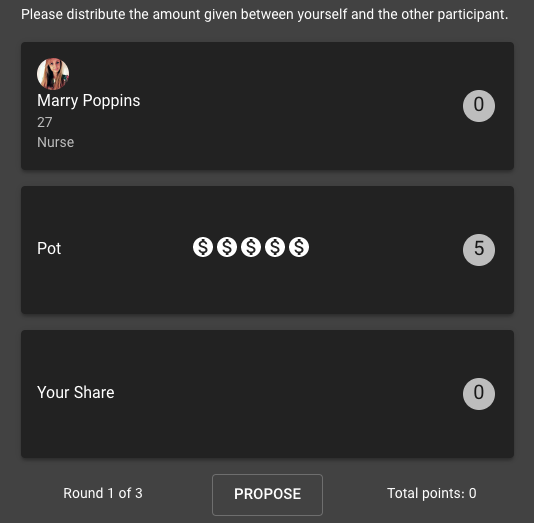 Please distribute the amount given between yourself and the other participant.
Marry Poppins
0
27
Nurse
Pot $ $ $ $ $ 5
Your Share 0
Round 1 of 3 PROPOSE Total points: 0